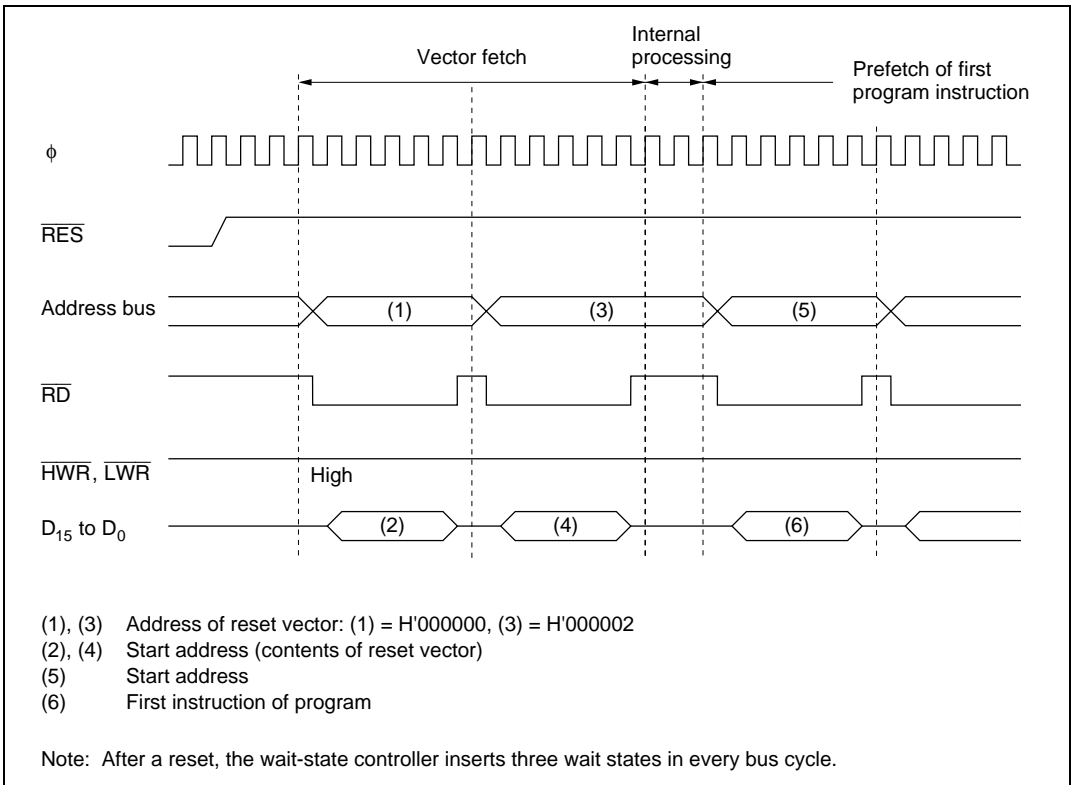 Internal
processing
Vector fetch
Prefetch of first
program instruction
φ
RES
Address bus (1) (3) (5)
RD
HWR, LWR High
D15 to D0 (2) (4) (6)
(1), (3) Address of reset vector: (1) = H'000000, (3) = H'000002
(2), (4) Start address (contents of reset vector)
(5) Start address
(6) First instruction of program
Note: After a reset, the wait-state controller inserts three wait states in every bus cycle.